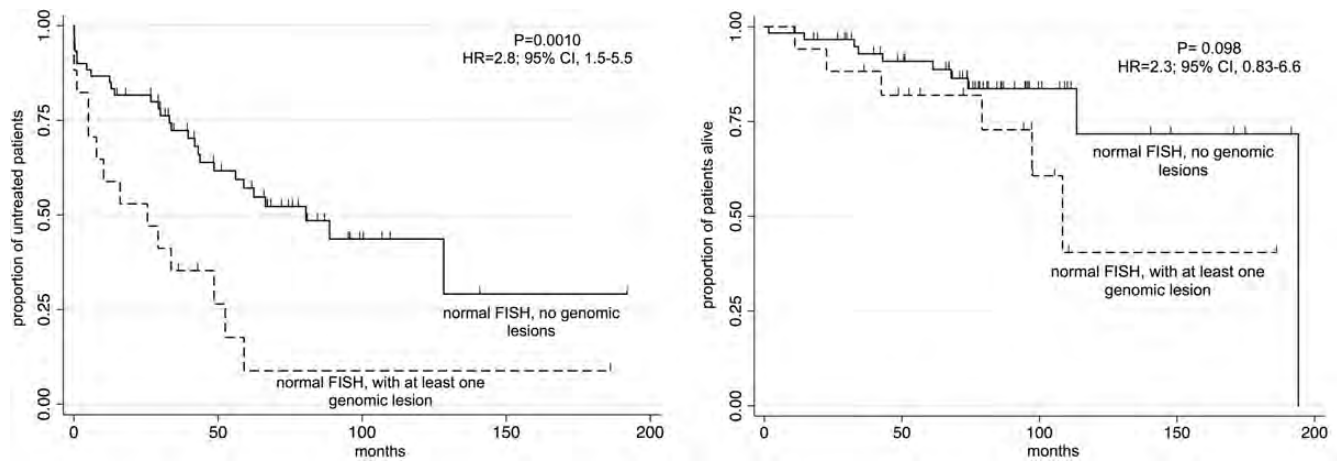 P=0.0010
HR=2.8; 95% CI, 1.5-5.5
proportion of untreated patients
1.00
0.75
0.50
0.25
0.00
normal FISH, no genomic
lesions
normal FISH, with at least one
genomic lesion
0
50
100
150
200
months
P= 0.098
HR=2.3; 95% CI, 0.83-6.6
proportion of patients alive
1.00
0.75
0.50
0.25
0.00
normal FISH, no genomic
lesions
normal FISH, with at least one
genomic lesion
0
50
100
150
200
months